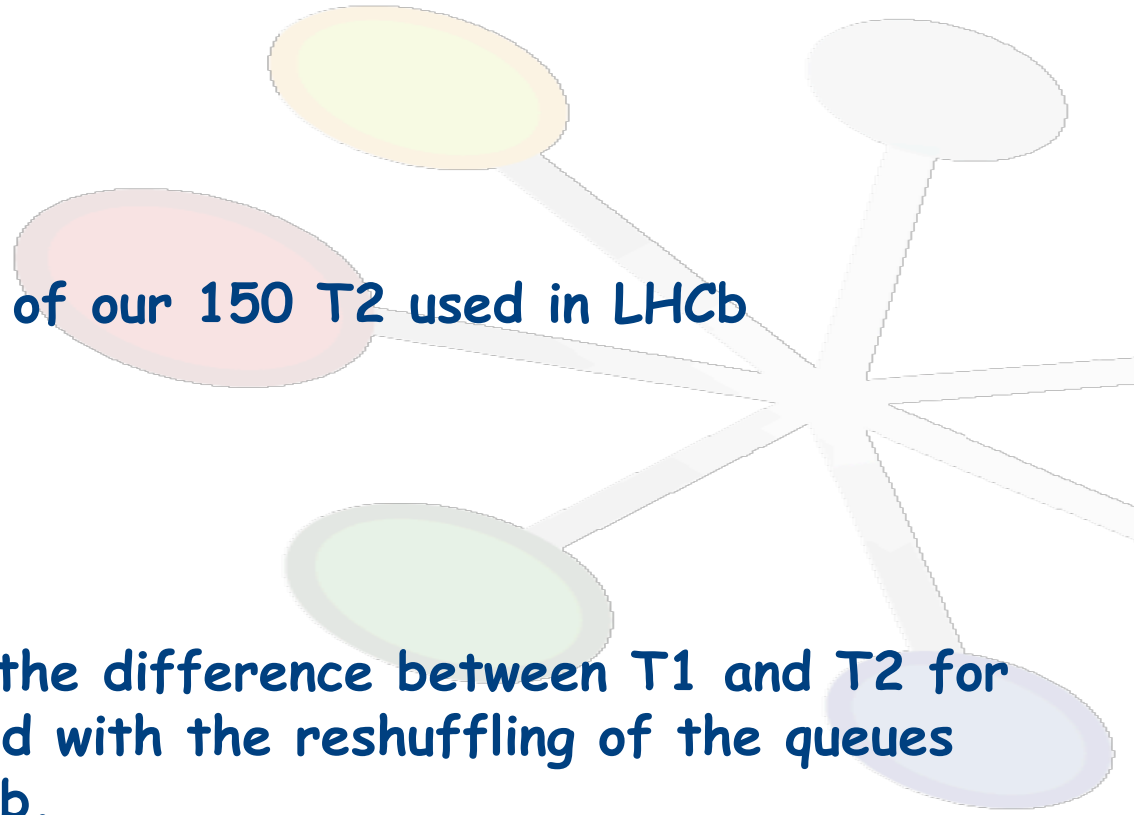 of our 150 T2 used in LHCb
the difference between T1 and T2 for
d with the reshuffling of the queues
b.